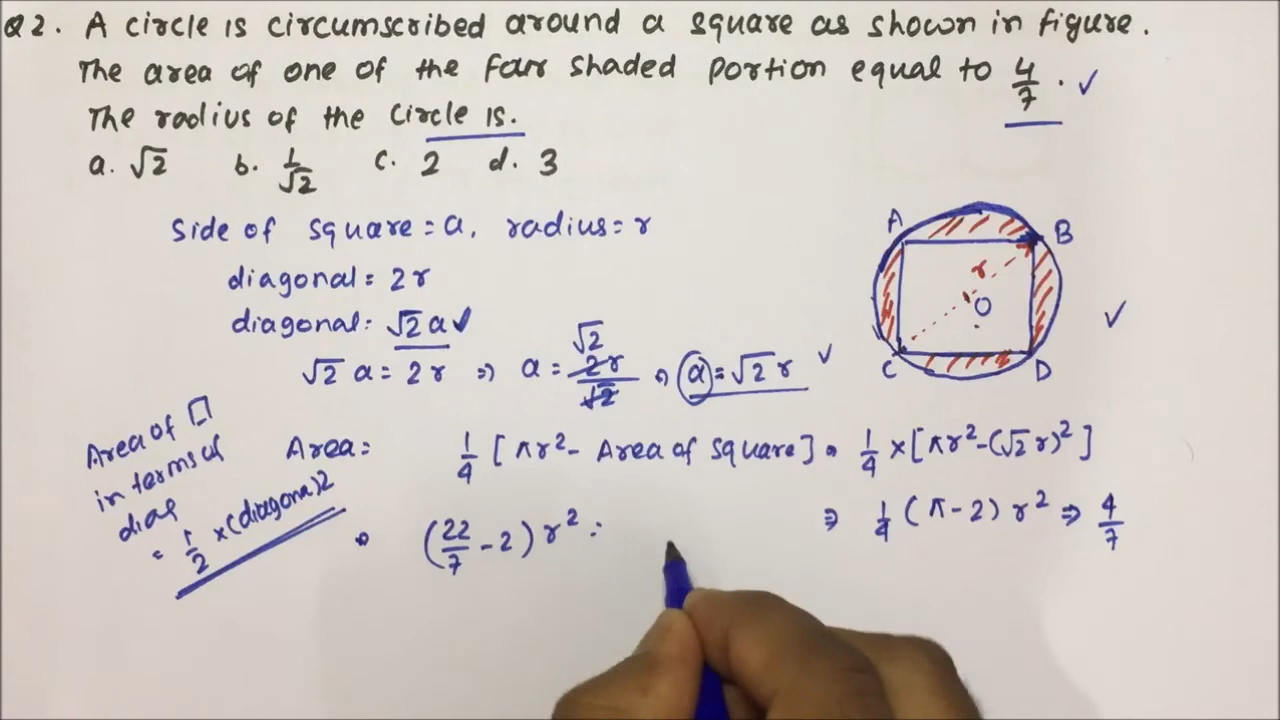 Q2. A circle is circumscribed around a square as shown in figure.
The area of one of the four shaded portion equal to 4/7. ✓
The radius of the circle is.
a. √2 b. 1/√2 c. 2 d. 3
Side of square = a, radius = r
diagonal = 2r
diagonal: √2a ✓
√2 a = 2r ⇒ a = 2r/√2 √2 ⇒ a = √2 r ✓
A B
r
O ✓
C D
Area of □
in terms of
dia
= 1/2 × (diagonal)2
Area = 1/4 [πr² - Area of square] = 1/4 × [πr² - (√2 r)²]
⇒ 1/4 (π - 2) r² ⇒ 4/7
⇒ (22/7 - 2) r² =